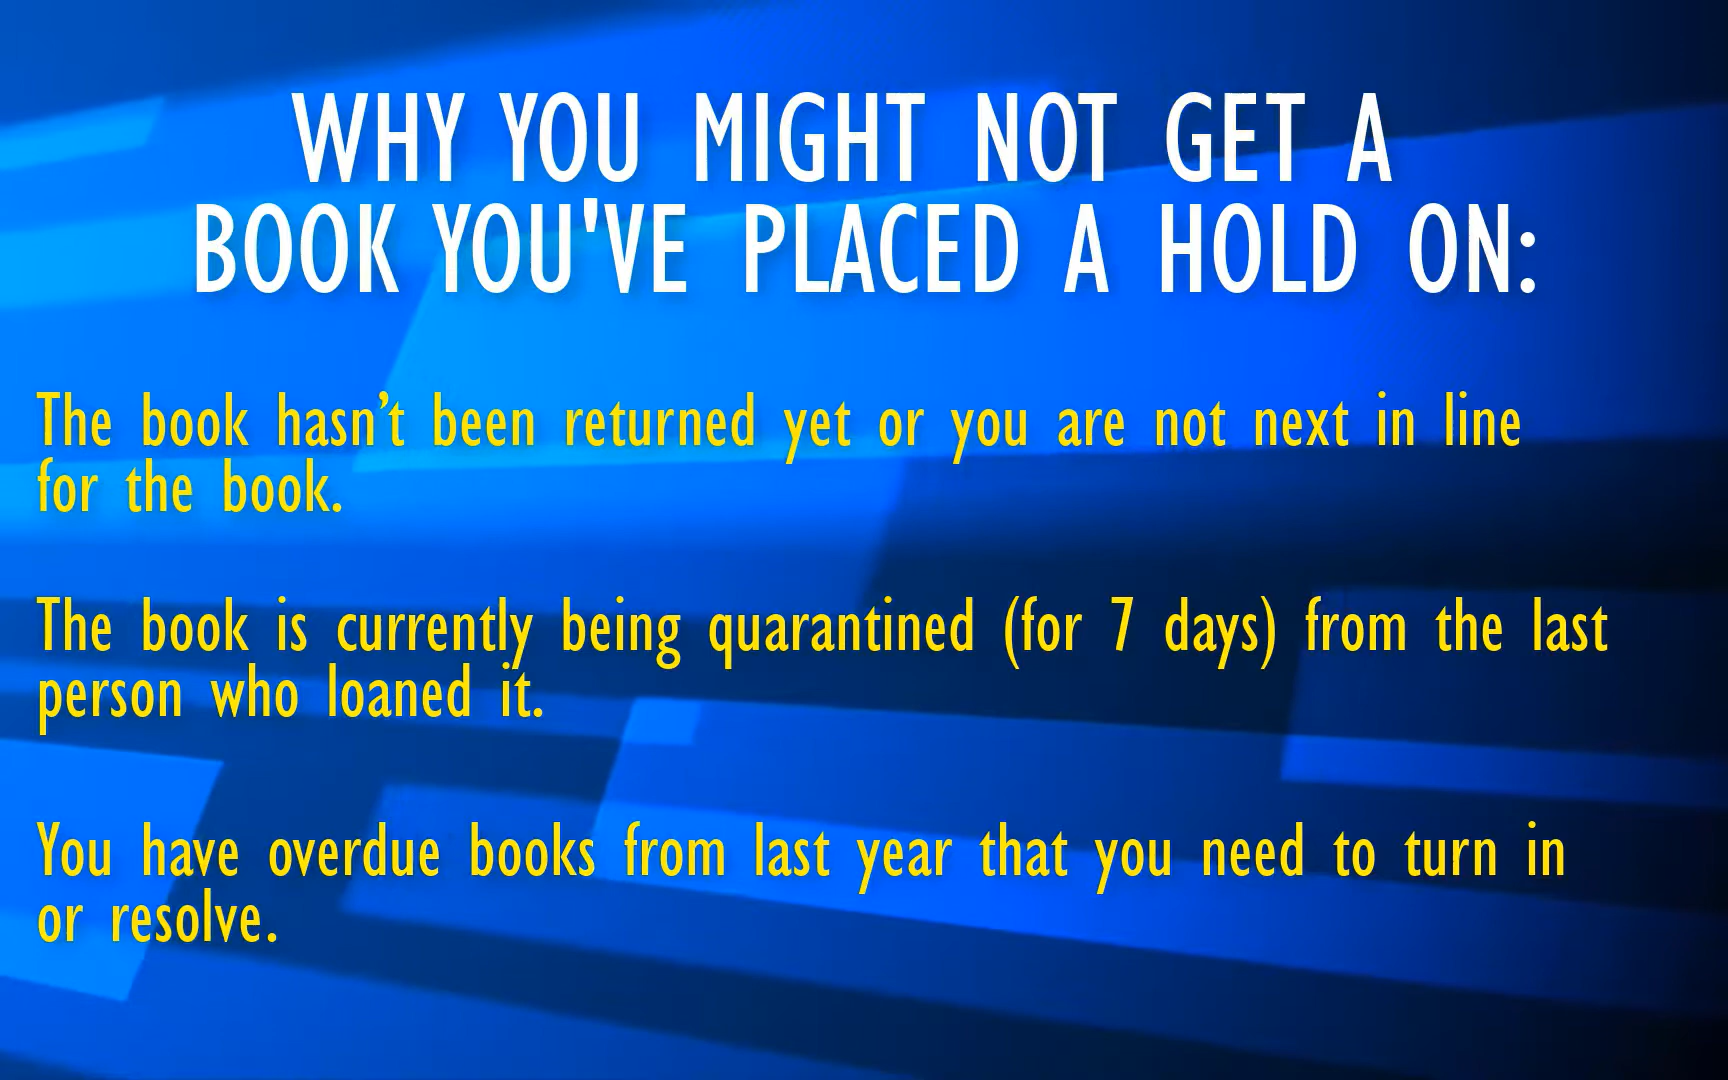 WHY YOU MIGHT NOT GET A
BOOK YOU'VE PLACED A HOLD ON:
The book hasn’t been returned yet or you are not next in line
for the book.
The book is currently being quarantined (for 7 days) from the last
person who loaned it.
You have overdue books from last year that you need to turn in
or resolve.